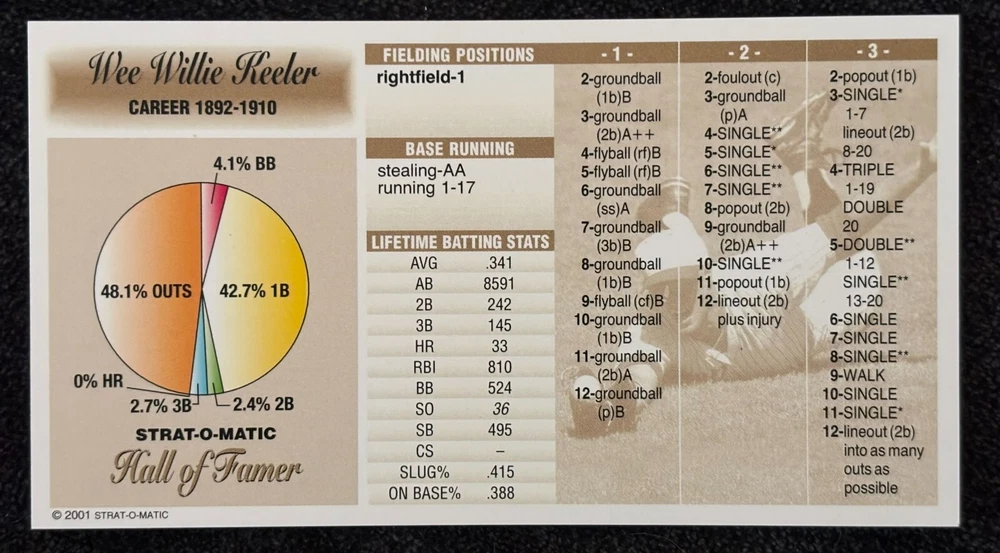 Wee Willie Keeler
CAREER 1892-1910
4.1% BB
48.1% OUTS
42.7% 1B
0% HR
2.7% 3B
2.4% 2B
STRAT-O-MATIC
Hall of Famer
© 2001 STRAT-O-MATIC
FIELDING POSITIONS
rightfield-1
BASE RUNNING
stealing-AA
running 1-17
LIFETIME BATTING STATS
AVG .341
AB 8591
2B 242
3B 145
HR 33
RBI 810
BB 524
SO 36
SB 495
CS –
SLUG% .415
ON BASE% .388
- 1 -
2-groundball
(1b)B
3-groundball
(2b)A++
4-flyball (rf)B
5-flyball (rf)B
6-groundball
(ss)A
7-groundball
(3b)B
8-groundball
(1b)B
9-flyball (cf)B
10-groundball
(1b)B
11-groundball
(2b)A
12-groundball
(p)B
- 2 -
2-foulout (c)
3-groundball
(p)A
4-SINGLE**
5-SINGLE*
6-SINGLE**
7-SINGLE**
8-popout (2b)
9-groundball
(2b)A++
10-SINGLE**
11-popout (1b)
12-lineout (2b)
plus injury
- 3 -
2-popout (1b)
3-SINGLE*
1-7
lineout (2b)
8-20
4-TRIPLE
1-19
DOUBLE
20
5-DOUBLE**
1-12
SINGLE**
13-20
6-SINGLE
7-SINGLE
8-SINGLE**
9-WALK
10-SINGLE
11-SINGLE*
12-lineout (2b)
into as many
outs as
possible